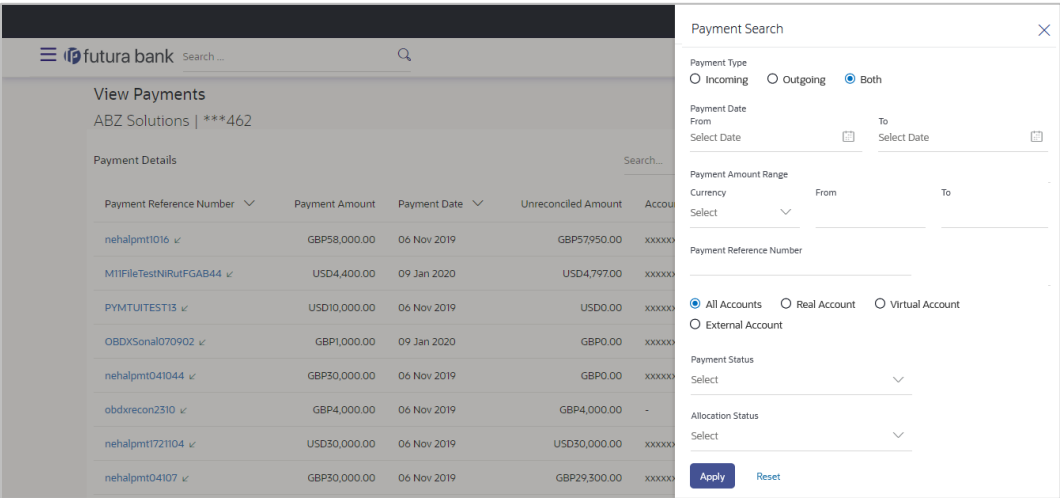 futura bank Search ...
View Payments
ABZ Solutions | ***462
Payment Details Search...
Payment Reference Number Payment Amount Payment Date Unreconciled Amount
nehalpmt1016 GBP58,000.00 06 Nov 2019 GBP57,950.00
M11FileTestNiRutFGAB44 USD4,400.00 09 Jan 2020 USD4,797.00
PYMTUITEST13 USD10,000.00 06 Nov 2019 USD0.00
OBDXSonal070902 GBP1,000.00 09 Jan 2020 GBP0.00
nehalpmt041044 GBP30,000.00 06 Nov 2019 GBP0.00
obdxrecon2310 GBP4,000.00 06 Nov 2019 GBP4,000.00 -
nehalpmt1721104 USD30,000.00 06 Nov 2019 USD30,000.00
nehalpmt04107 GBP30,000.00 06 Nov 2019 GBP29,300.00
Payment Search
Payment Type
Incoming Outgoing Both
Payment Date
From To
Select Date Select Date
Payment Amount Range
Currency From To
Select
Payment Reference Number
All Accounts Real Account Virtual Account
External Account
Payment Status
Select
Allocation Status
Select
Apply Reset